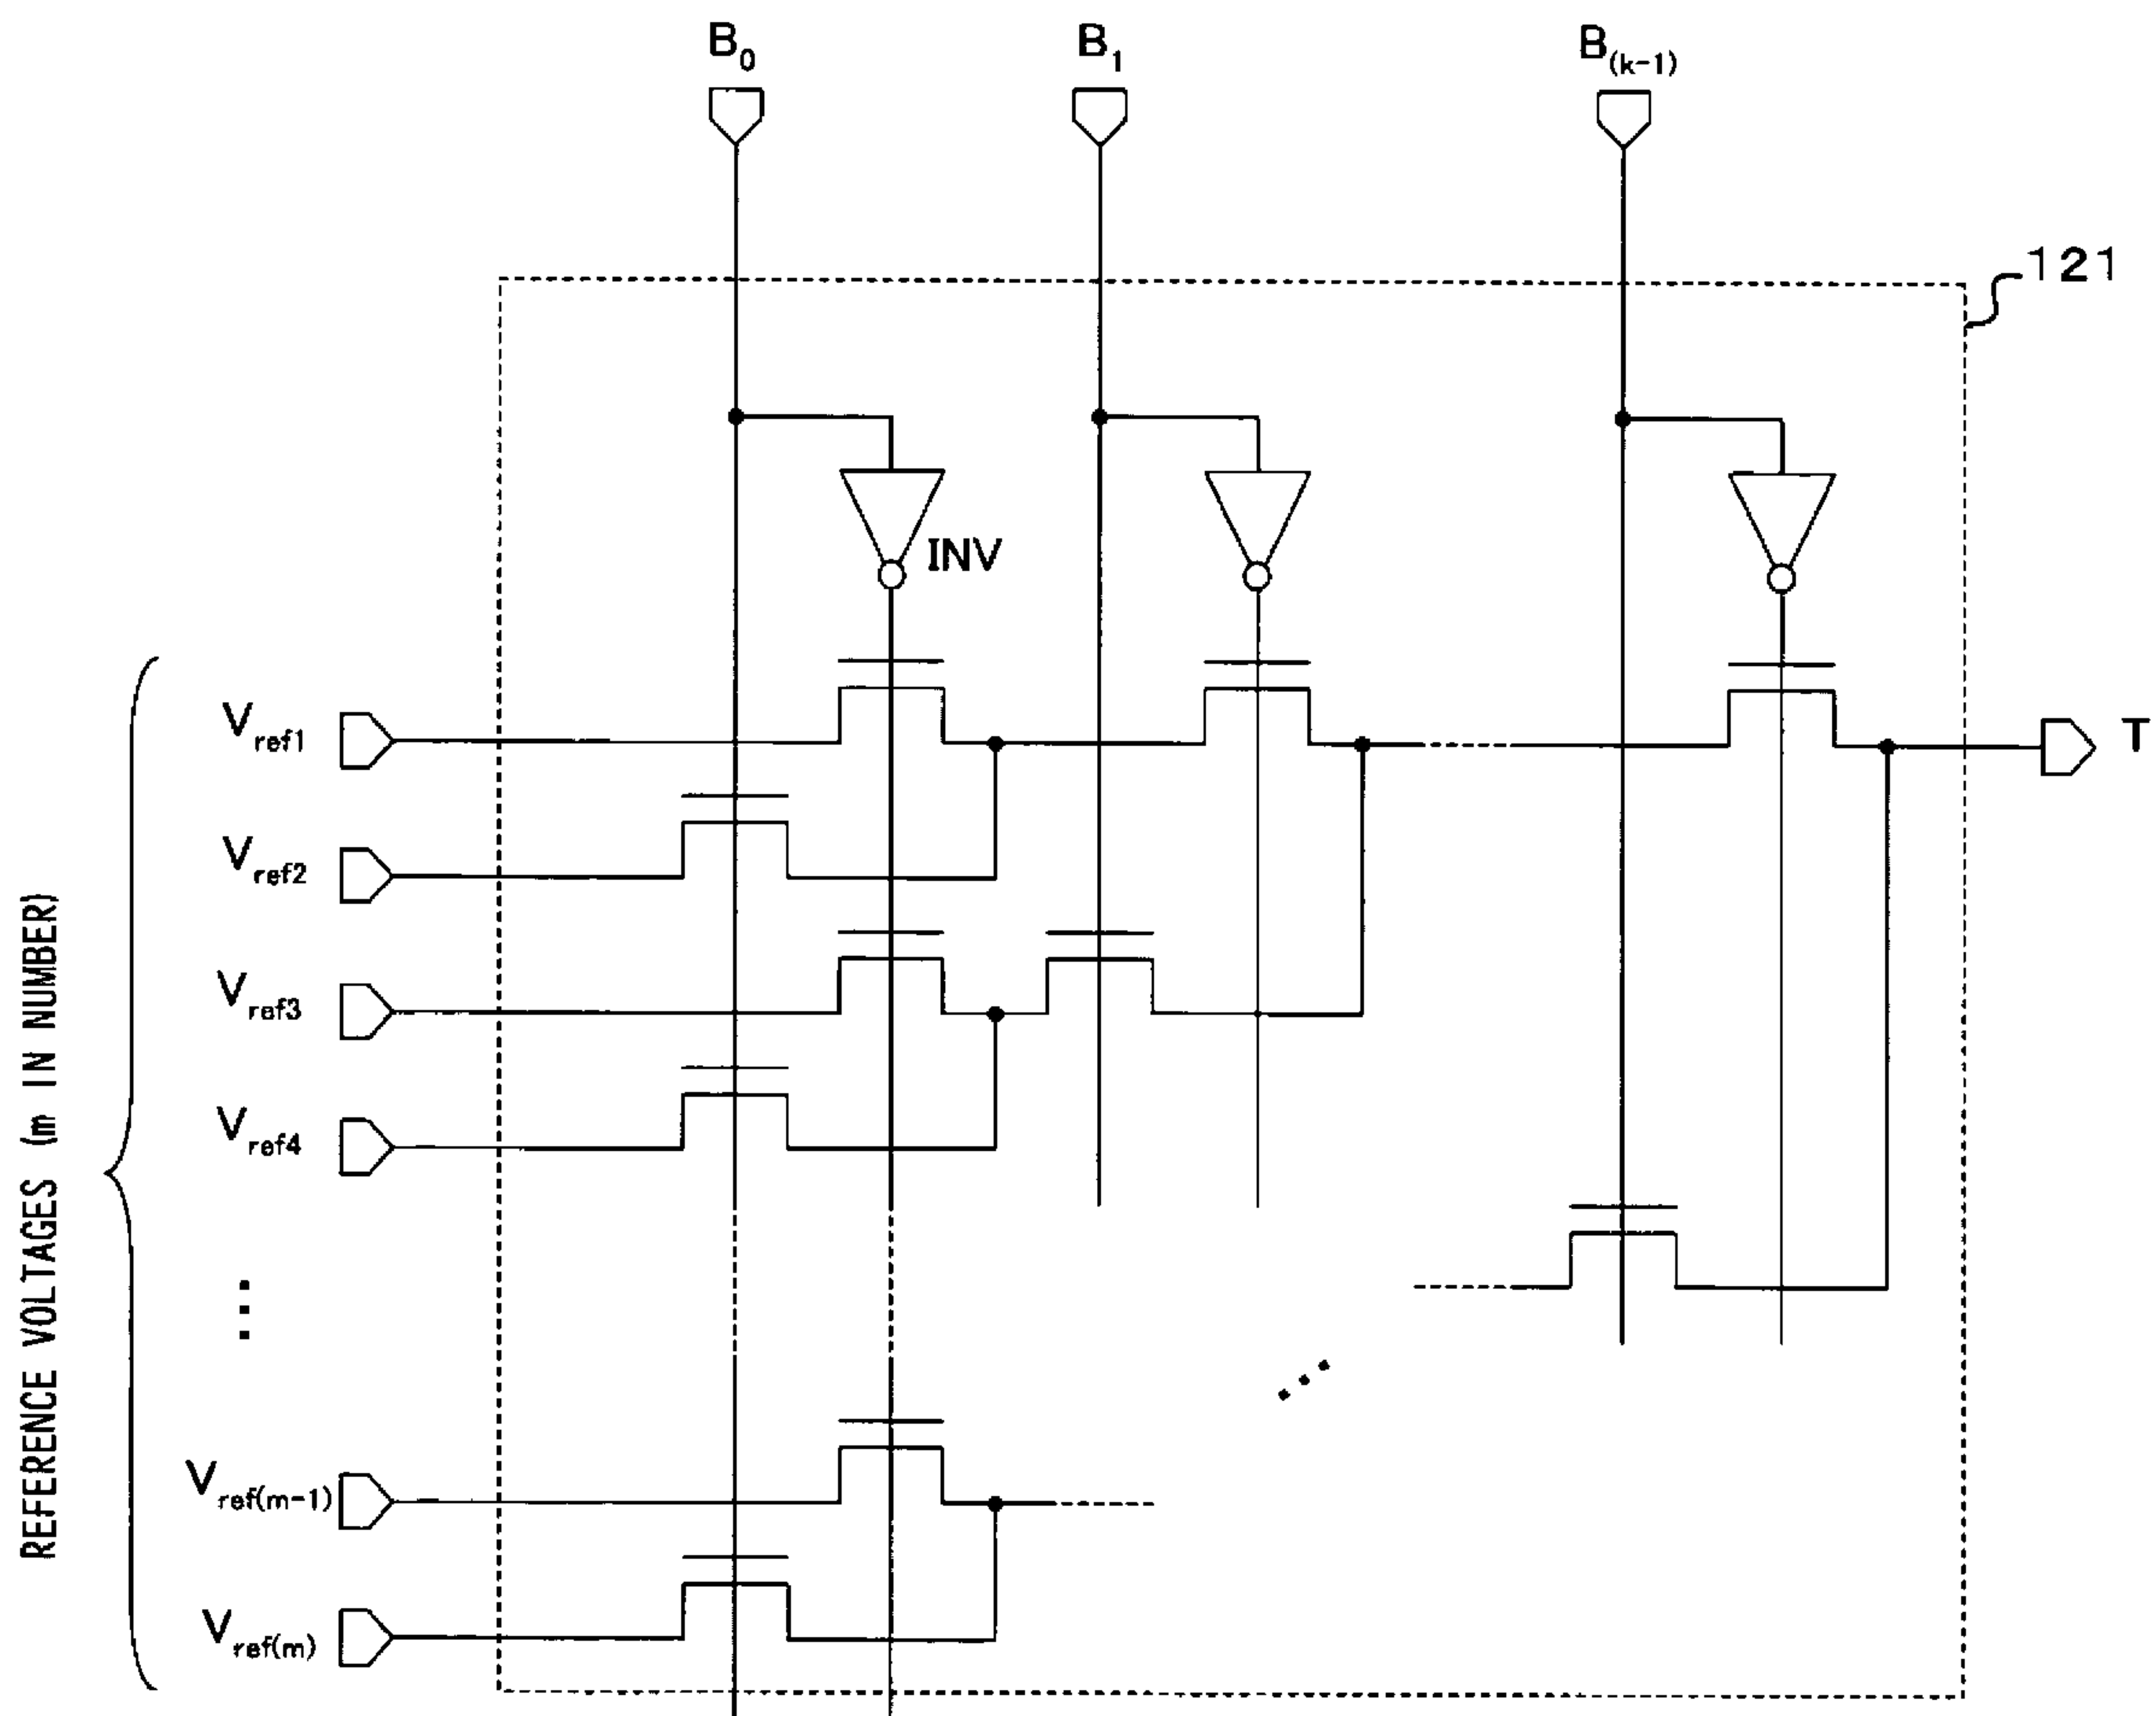 B0
B1
B(k-1)
121
INV
Vref1
T
Vref2
Vref3
Vref4
Vref(m-1)
Vref(m)
REFERENCE VOLTAGES (m IN NUMBER)